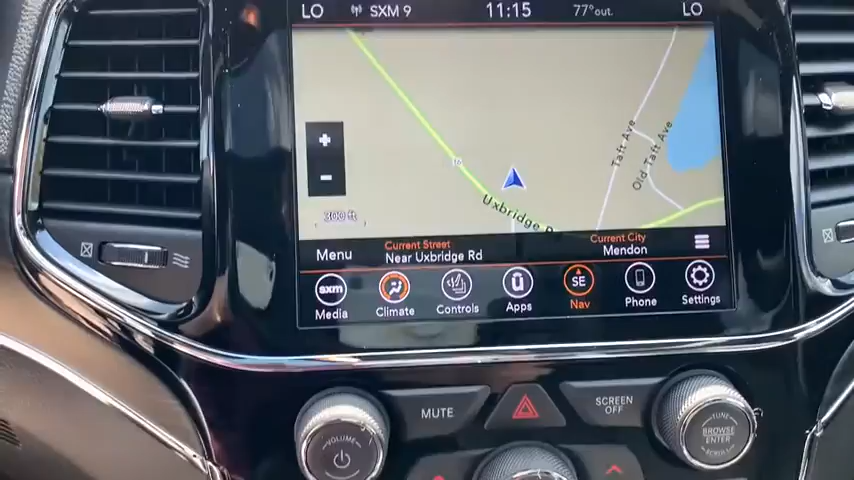 LO SXM 9 11:15 77°out. LO
+
-
300 ft
16
Taft Ave
Old Taft Ave
Uxbridge
Menu
Current Street
Near Uxbridge Rd
Current City
Mendon
sxm
u
SE
Media
Climate
Controls
Apps
Nav
Phone
Settings
MUTE
SCREEN
OFF
VOLUME
TUNE
BROWSE
ENTER
SCROLL